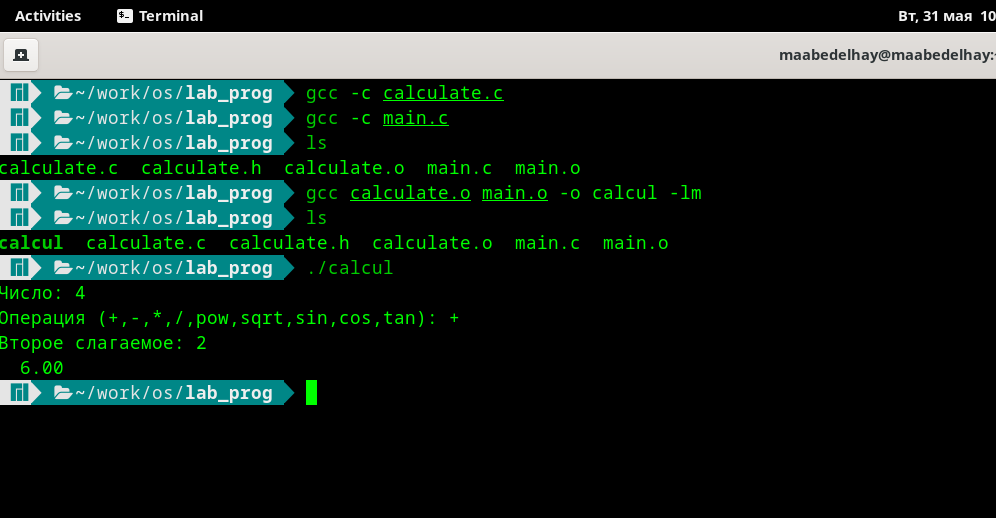 Activities Terminal Вт, 31 мая 10
maabedelhay@maabedelhay:
~/work/os/lab_prog gcc -c calculate.c
~/work/os/lab_prog gcc -c main.c
~/work/os/lab_prog ls
calculate.c calculate.h calculate.o main.c main.o
~/work/os/lab_prog gcc calculate.o main.o -o calcul -lm
~/work/os/lab_prog ls
calcul calculate.c calculate.h calculate.o main.c main.o
~/work/os/lab_prog ./calcul
Число: 4
Операция (+,-,*,/,pow,sqrt,sin,cos,tan): +
Второе слагаемое: 2
6.00
~/work/os/lab_prog